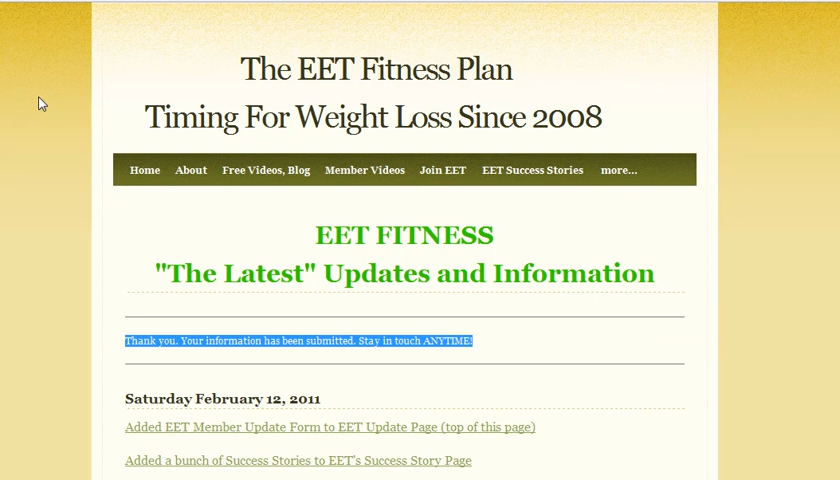 The EET Fitness Plan
Timing For Weight Loss Since 2008
Home About Free Videos, Blog Member Videos Join EET EET Success Stories more...
EET FITNESS
"The Latest" Updates and Information
Thank you. Your information has been submitted. Stay in touch ANYTIME!
Saturday February 12, 2011
Added EET Member Update Form to EET Update Page (top of this page)
Added a bunch of Success Stories to EET's Success Story Page